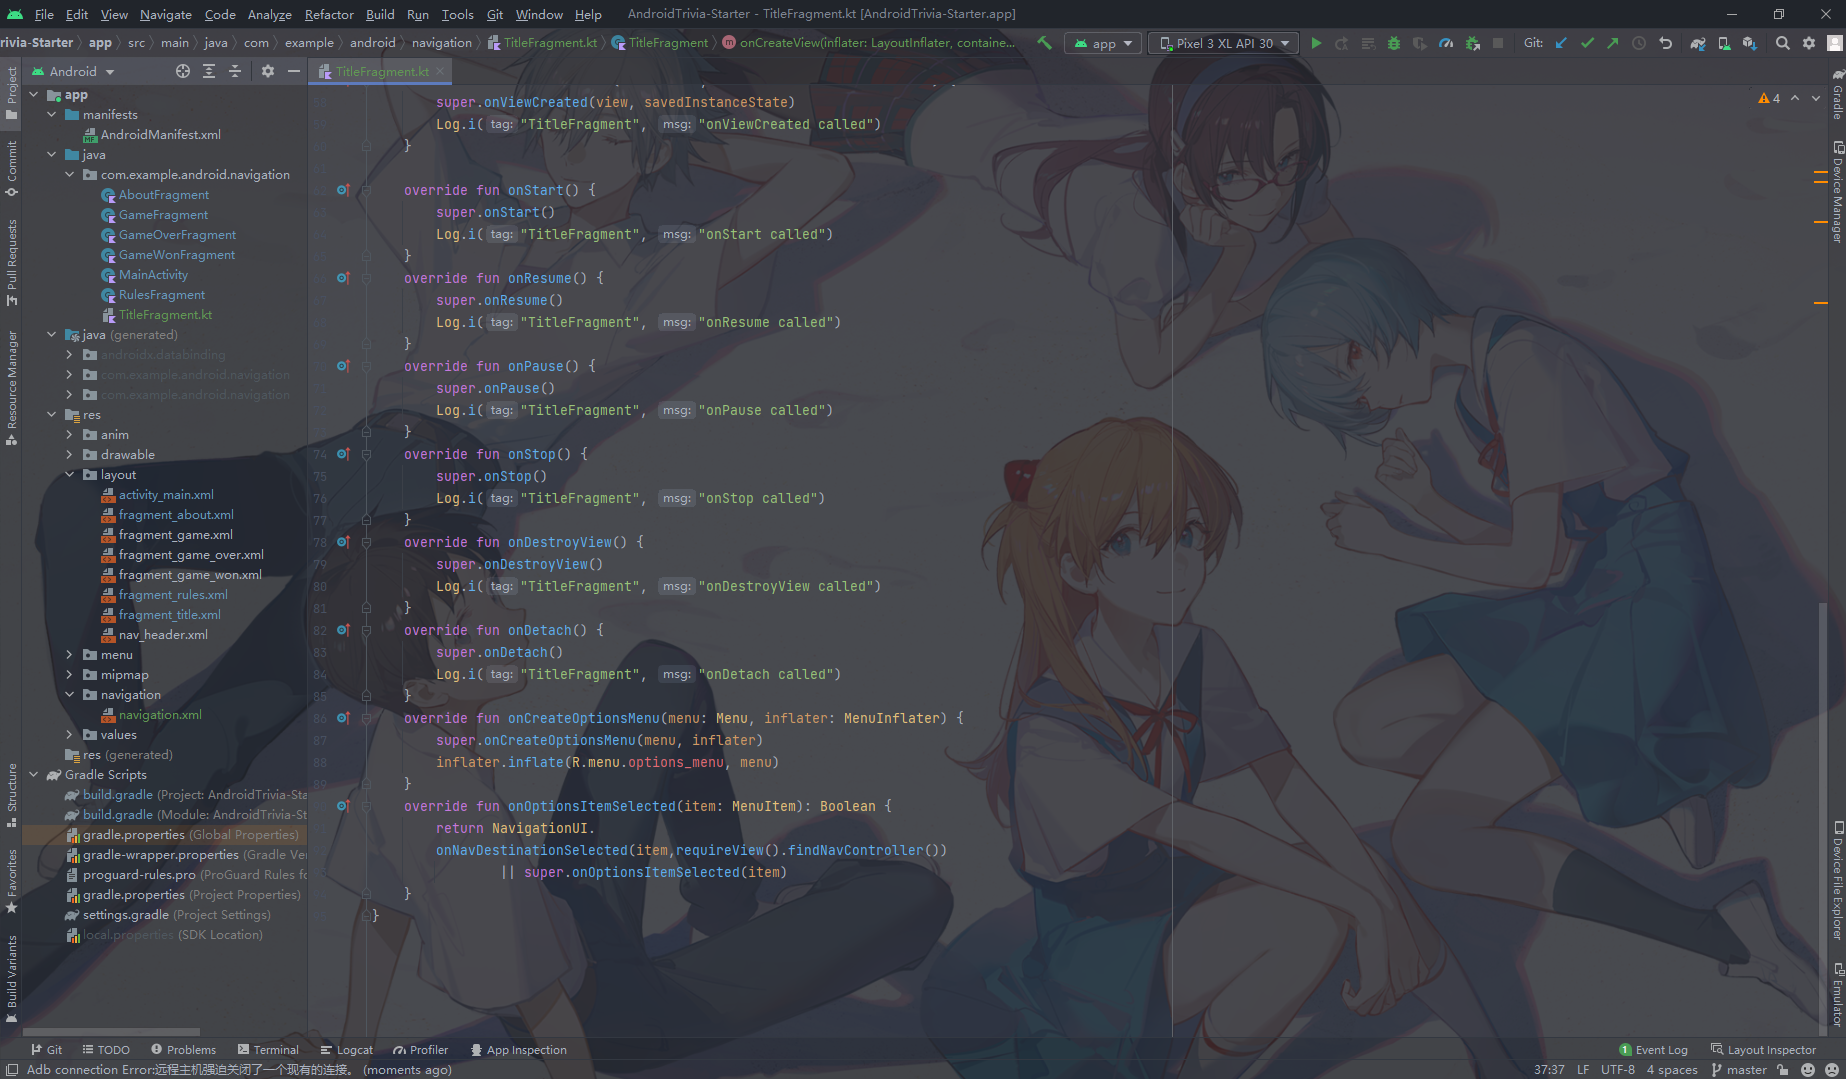 File Edit View Navigate Code Analyze Refactor Build Run Tools Git Window Help AndroidTrivia-Starter - TitleFragment.kt [AndroidTrivia-Starter.app]
rivia-Starter app src main java com example android navigation TitleFragment.kt TitleFragment onCreateView(inflater: LayoutInflater, containe... app Pixel 3 XL API 30 Git:
Android
TitleFragment.kt
Project
Commit
Pull Requests
Resource Manager
Structure
Favorites
Build Variants
app
manifests
AndroidManifest.xml
java
com.example.android.navigation
AboutFragment
GameFragment
GameOverFragment
GameWonFragment
MainActivity
RulesFragment
TitleFragment.kt
java (generated)
androidx.databinding
com.example.android.navigation
com.example.android.navigation
res
anim
drawable
layout
activity_main.xml
fragment_about.xml
fragment_game.xml
fragment_game_over.xml
fragment_game_won.xml
fragment_rules.xml
fragment_title.xml
nav_header.xml
menu
mipmap
navigation
navigation.xml
values
res (generated)
Gradle Scripts
build.gradle (Project: AndroidTrivia-Sta
build.gradle (Module: AndroidTrivia-St
gradle.properties (Global Properties)
gradle-wrapper.properties (Gradle Ver
proguard-rules.pro (ProGuard Rules fo
gradle.properties (Project Properties)
settings.gradle (Project Settings)
local.properties (SDK Location)
super.onViewCreated(view, savedInstanceState)
Log.i( tag: "TitleFragment", msg: "onViewCreated called")
}
override fun onStart() {
super.onStart()
Log.i( tag: "TitleFragment", msg: "onStart called")
}
override fun onResume() {
super.onResume()
Log.i( tag: "TitleFragment", msg: "onResume called")
}
override fun onPause() {
super.onPause()
Log.i( tag: "TitleFragment", msg: "onPause called")
}
74 override fun onStop() {
75 super.onStop()
76 Log.i( tag: "TitleFragment", msg: "onStop called")
77 }
78 override fun onDestroyView() {
79 super.onDestroyView()
80 Log.i( tag: "TitleFragment", msg: "onDestroyView called")
81 }
82 override fun onDetach() {
83 super.onDetach()
84 Log.i( tag: "TitleFragment", msg: "onDetach called")
85 }
86 override fun onCreateOptionsMenu(menu: Menu, inflater: MenuInflater) {
87 super.onCreateOptionsMenu(menu, inflater)
88 inflater.inflate(R.menu.options_menu, menu)
89 }
override fun onOptionsItemSelected(item: MenuItem): Boolean {
return NavigationUI.
onNavDestinationSelected(item,requireView().findNavController())
|| super.onOptionsItemSelected(item)
}
}
4
Gradle
Device Manager
Device File Explorer
Emulator
Git TODO Problems Terminal Logcat Profiler App Inspection 1 Event Log Layout Inspector
Adb connection Error:远程主机强迫关闭了一个现有的连接。 (moments ago) 37:37 LF UTF-8 4 spaces master